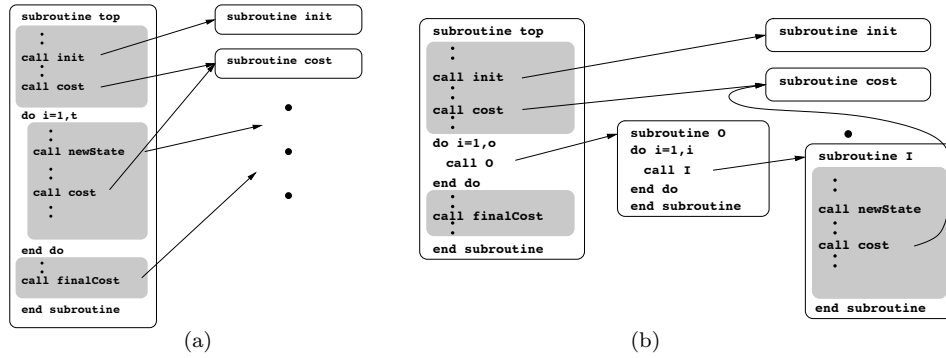 subroutine top
call init
call cost
do i=1,t
call newState
call cost
end do
call finalCost
end subroutine
subroutine init
subroutine cost
(a)
subroutine top
call init
call cost
do i=1,o
call O
end do
call finalCost
end subroutine
subroutine init
subroutine cost
subroutine O
do i=1,i
call I
end do
end subroutine
subroutine I
call newState
call cost
end subroutine
(b)